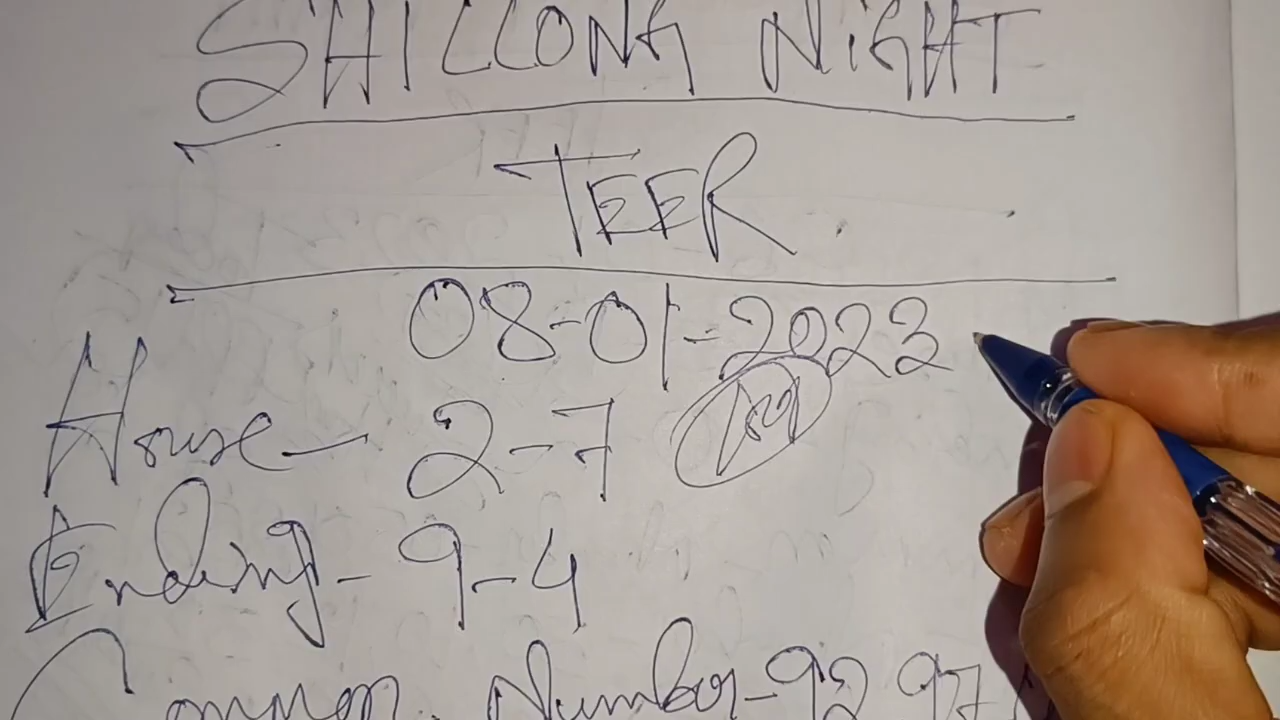 SHILLONG NIGHT
TEER
08-01-2023
House - 2-7
Ending - 9-4
Common Number - 92 97